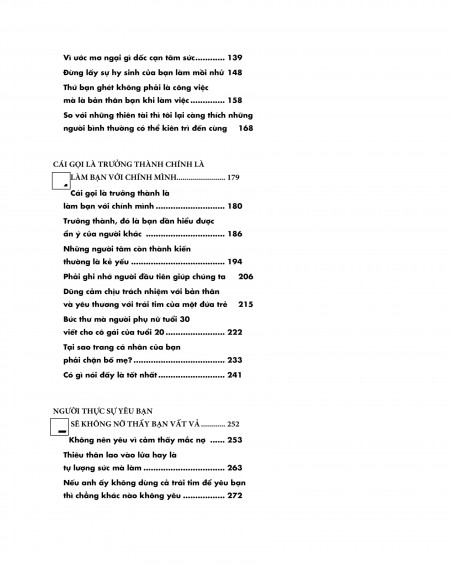 Vì ước mơ ngại gì dốc cạn tâm sức............. 139
Đừng lấy sự hy sinh của bạn làm mồi nhử 148
Thứ bạn ghét không phải là công việc
mà là bản thân bạn khi làm việc............... 158
So với những thiên tài thì tôi lại càng thích những
người bình thường có thể kiên trì đến cùng 168
CÁI GỌI LÀ TRƯỞNG THÀNH CHÍNH LÀ
LÀM BẠN VỚI CHÍNH MÌNH........................ 179
Cái gọi là trưởng thành là
làm bạn với chính mình ....................... 180
Trưởng thành, đó là bạn dần hiểu được
ẩn ý của người khác .......................... 186
Những người tâm còn thành kiến
thường là kẻ yếu ............................. 194
Phải ghi nhớ người đầu tiên giúp chúng ta 206
Dũng cảm chịu trách nhiệm với bản thân
và yêu thương với trái tim của một đứa trẻ 215
Bức thư mà người phụ nữ tuổi 30
viết cho cô gái của tuổi 20 .................... 222
Tại sao trang cá nhân của bạn
phải chặn bố mẹ? ............................... 233
Có gì nói đấy là tốt nhất....................... 241
NGƯỜI THỰC SỰ YÊU BẠN
SẼ KHÔNG NỠ THẤY BẠN VẤT VẢ ............ 252
Không nên yêu vì cảm thấy mắc nợ ...... 253
Thiêu thân lao vào lửa hay là
tự lượng sức mà làm ........................... 263
Nếu anh ấy không dùng cả trái tim để yêu bạn
thì chẳng khác nào không yêu ............... 272